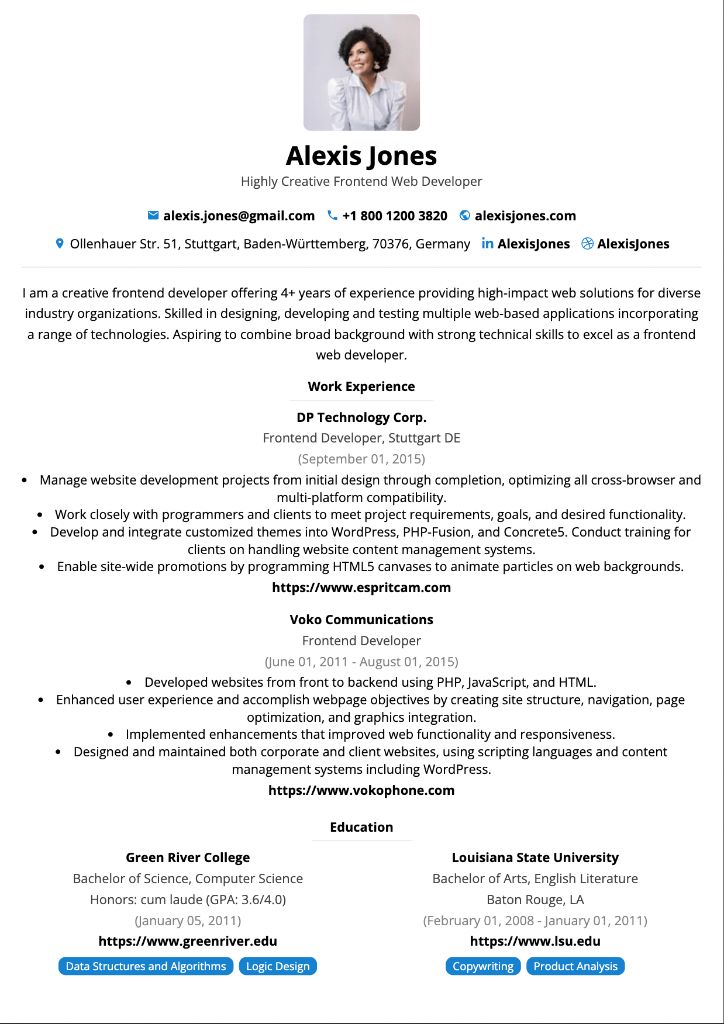 Alexis Jones
Highly Creative Frontend Web Developer
alexis.jones@gmail.com +1 800 1200 3820 alexisjones.com
Ollenhauer Str. 51, Stuttgart, Baden-Württemberg, 70376, Germany AlexisJones AlexisJones
I am a creative frontend developer offering 4+ years of experience providing high-impact web solutions for diverse
industry organizations. Skilled in designing, developing and testing multiple web-based applications incorporating
a range of technologies. Aspiring to combine broad background with strong technical skills to excel as a frontend
web developer.
Work Experience
DP Technology Corp.
Frontend Developer, Stuttgart DE
(September 01, 2015)
• Manage website development projects from initial design through completion, optimizing all cross-browser and
multi-platform compatibility.
• Work closely with programmers and clients to meet project requirements, goals, and desired functionality.
• Develop and integrate customized themes into WordPress, PHP-Fusion, and Concrete5. Conduct training for
clients on handling website content management systems.
• Enable site-wide promotions by programming HTML5 canvases to animate particles on web backgrounds.
https://www.espritcam.com
Voko Communications
Frontend Developer
(June 01, 2011 - August 01, 2015)
• Developed websites from front to backend using PHP, JavaScript, and HTML.
• Enhanced user experience and accomplish webpage objectives by creating site structure, navigation, page
optimization, and graphics integration.
• Implemented enhancements that improved web functionality and responsiveness.
• Designed and maintained both corporate and client websites, using scripting languages and content
management systems including WordPress.
https://www.vokophone.com
Education
Green River College
Bachelor of Science, Computer Science
Honors: cum laude (GPA: 3.6/4.0)
(January 05, 2011)
https://www.greenriver.edu
Data Structures and Algorithms Logic Design
Louisiana State University
Bachelor of Arts, English Literature
Baton Rouge, LA
(February 01, 2008 - January 01, 2011)
https://www.lsu.edu
Copywriting Product Analysis